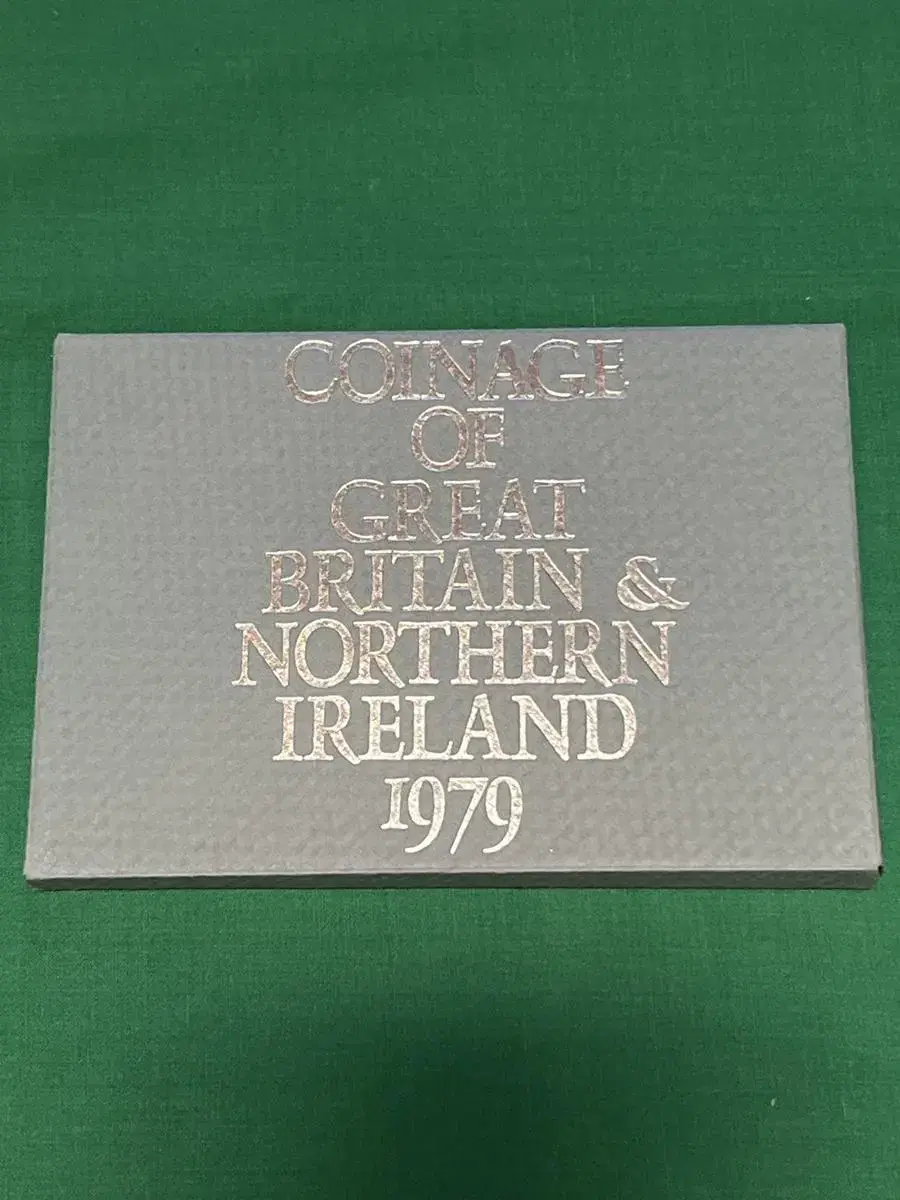 COINAGE
OF
GREAT
BRITAIN &
NORTHERN
IRELAND
1979